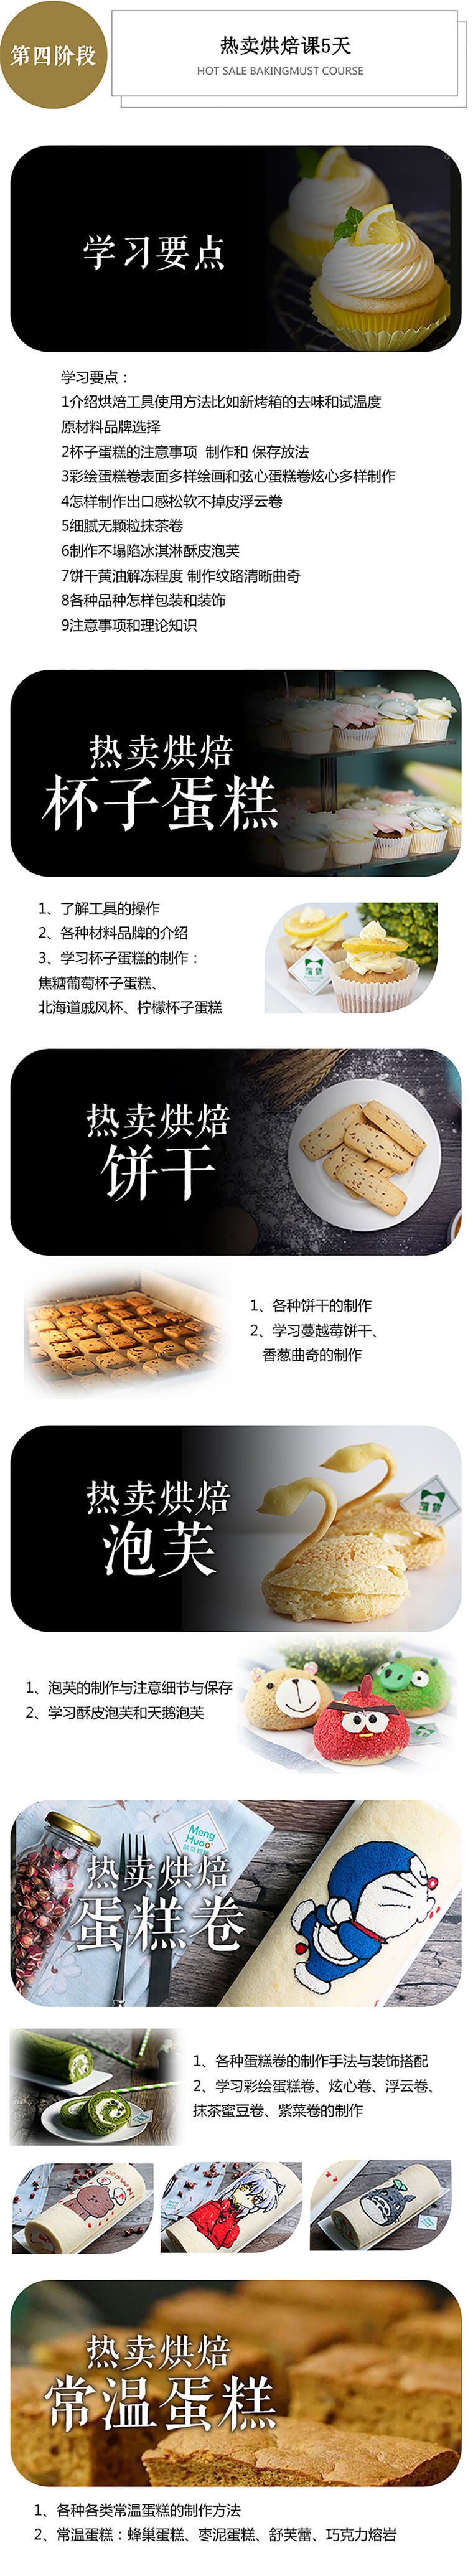 第四阶段
热卖烘焙课5天
HOT SALE BAKINGMUST COURSE
学习要点
学习要点：
1介绍烘焙工具使用方法比如新烤箱的去味和试温度
原材料品牌选择
2杯子蛋糕的注意事项 制作和 保存放法
3彩绘蛋糕卷表面多样绘画和弦心蛋糕卷炫心多样制作
4怎样制作出口感松软不掉皮浮云卷
5细腻无颗粒抹茶卷
6制作不塌陷冰淇淋酥皮泡芙
7饼干黄油解冻程度 制作纹路清晰曲奇
8各种品种怎样包装和装饰
9注意事项和理论知识
热卖烘焙
杯子蛋糕
1、了解工具的操作
2、各种材料品牌的介绍
3、学习杯子蛋糕的制作：
焦糖葡萄杯子蛋糕、
北海道戚风杯、柠檬杯子蛋糕
热卖烘焙
饼干
1、各种饼干的制作
2、学习蔓越莓饼干、
香葱曲奇的制作
热卖烘焙
泡芙
1、泡芙的制作与注意细节与保存
2、学习酥皮泡芙和天鹅泡芙
Meng
Huo
热卖烘焙
蛋糕卷
1、各种蛋糕卷的制作手法与装饰搭配
2、学习彩绘蛋糕卷、炫心卷、浮云卷、
抹茶蜜豆卷、紫菜卷的制作
热卖烘焙
常温蛋糕
1、各种各类常温蛋糕的制作方法
2、常温蛋糕：蜂巢蛋糕、枣泥蛋糕、舒芙蕾、巧克力熔岩